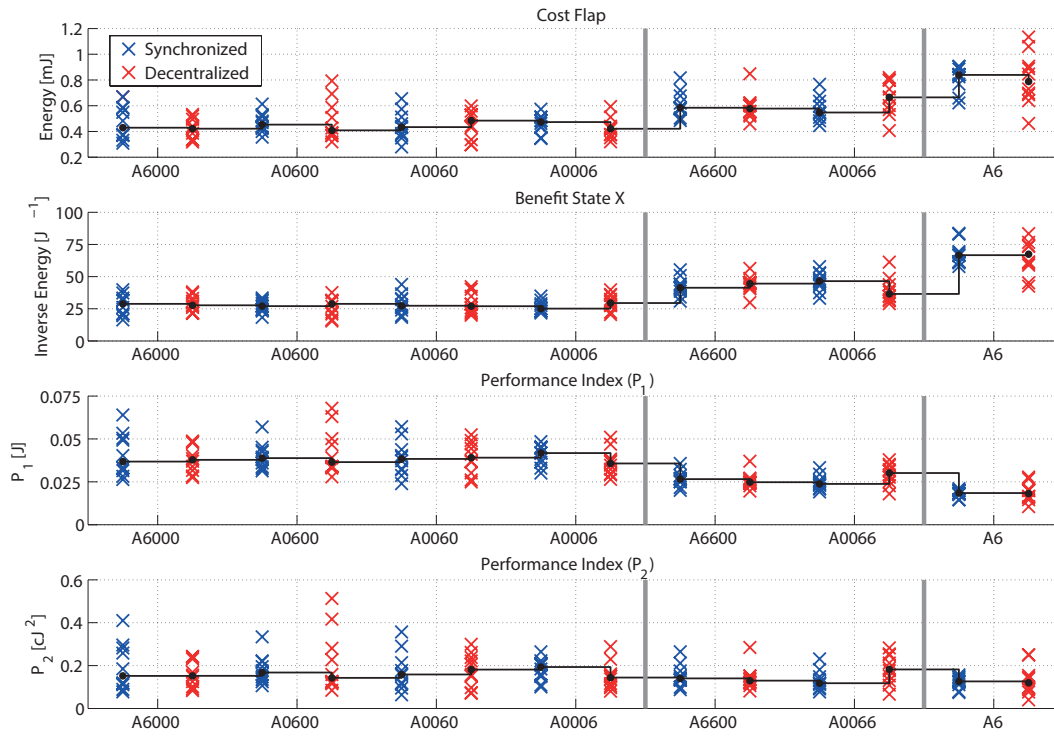 Cost Flap
Energy [mJ]
1.2
1
0.8
0.6
0.4
0.2
Synchronized
Decentralized
A6000 A0600 A0060 A0006 A6600 A0066 A6
Benefit State X
Inverse Energy [J ⁻¹]
100
75
50
25
0
A6000 A0600 A0060 A0006 A6600 A0066 A6
Performance Index (P₁)
P₁ [J]
0.075
0.05
0.025
0
A6000 A0600 A0060 A0006 A6600 A0066 A6
Performance Index (P₂)
P₂ [cJ ²]
0.6
0.4
0.2
0
A6000 A0600 A0060 A0006 A6600 A0066 A6